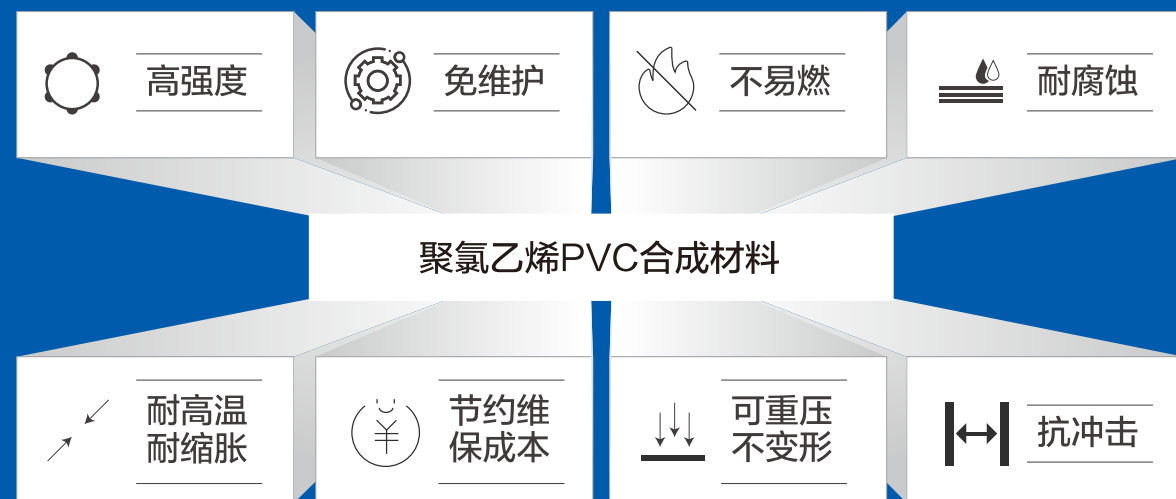 高强度
免维护
不易燃
耐腐蚀
聚氯乙烯PVC合成材料
耐高温
耐缩胀
节约维
保成本
可重压
不变形
抗冲击